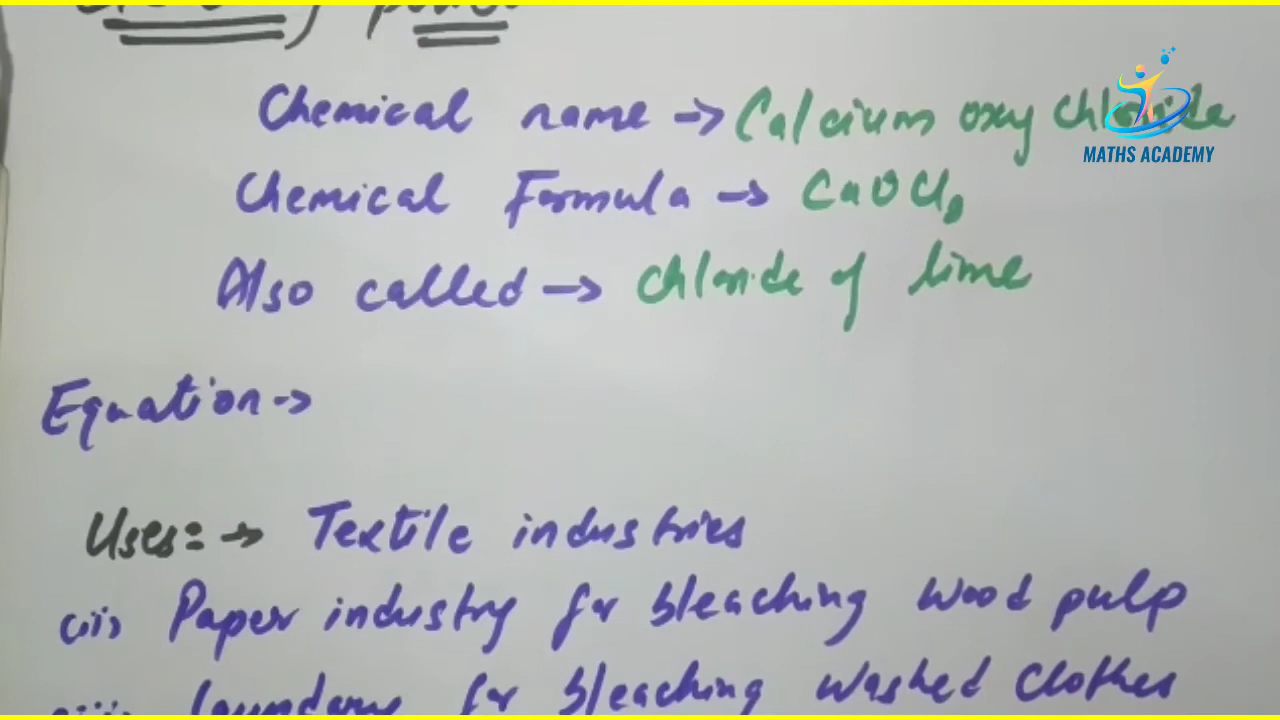 Chemical name → Calcium oxy chloride
MATHS ACADEMY
Chemical Formula → CaOCl₂
Also called → Chloride of lime
Equation →
Uses:→ Textile industries
(ii) Paper industry for bleaching wood pulp
for bleaching washed clothes